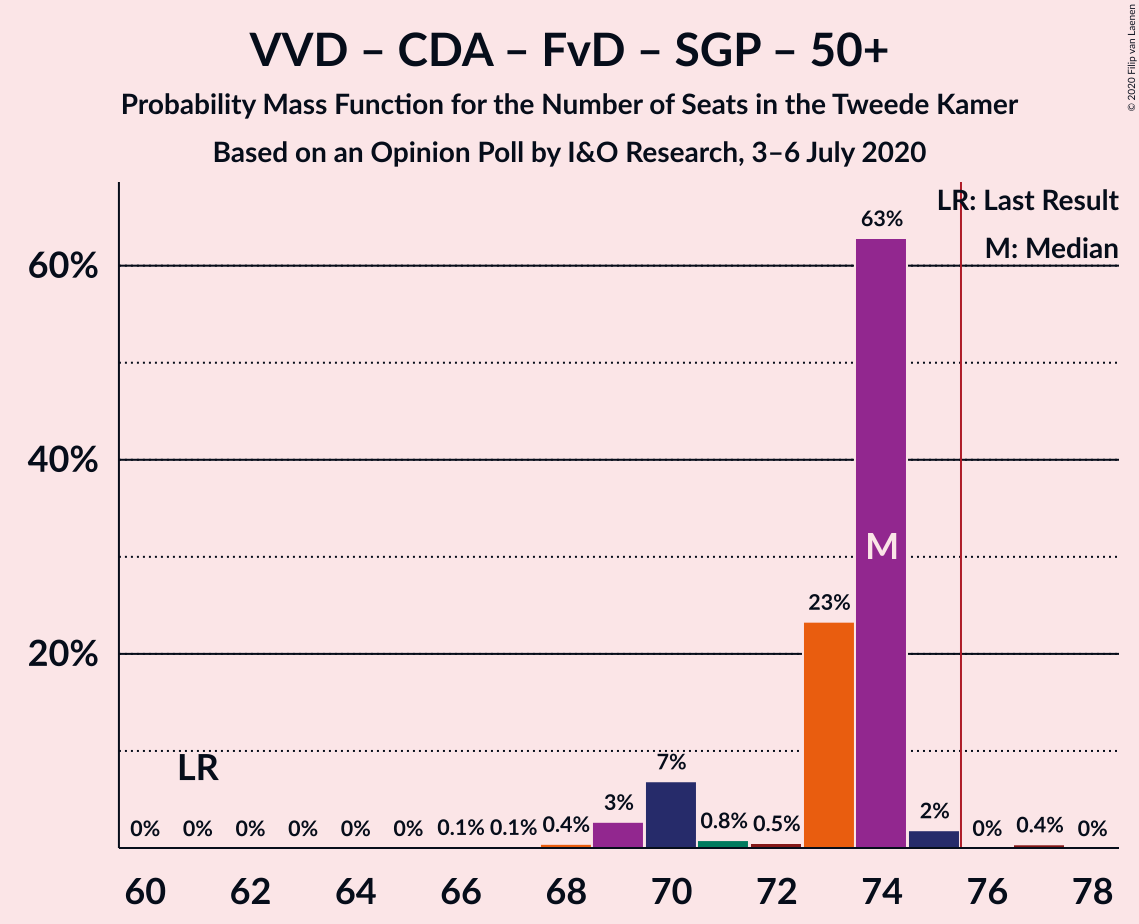 VVD – CDA – FvD – SGP – 50+
Probability Mass Function for the Number of Seats in the Tweede Kamer
Based on an Opinion Poll by I&O Research, 3–6 July 2020
© 2020 Filip van Laenen
LR: Last Result
M: Median
63%
60%
40%
M
23%
20%
LR
7%
3%
2%
0% 0% 0% 0% 0% 0% 0.1% 0.1% 0.4% 0.8% 0.5% 0% 0.4% 0%
60 62 64 66 68 70 72 74 76 78